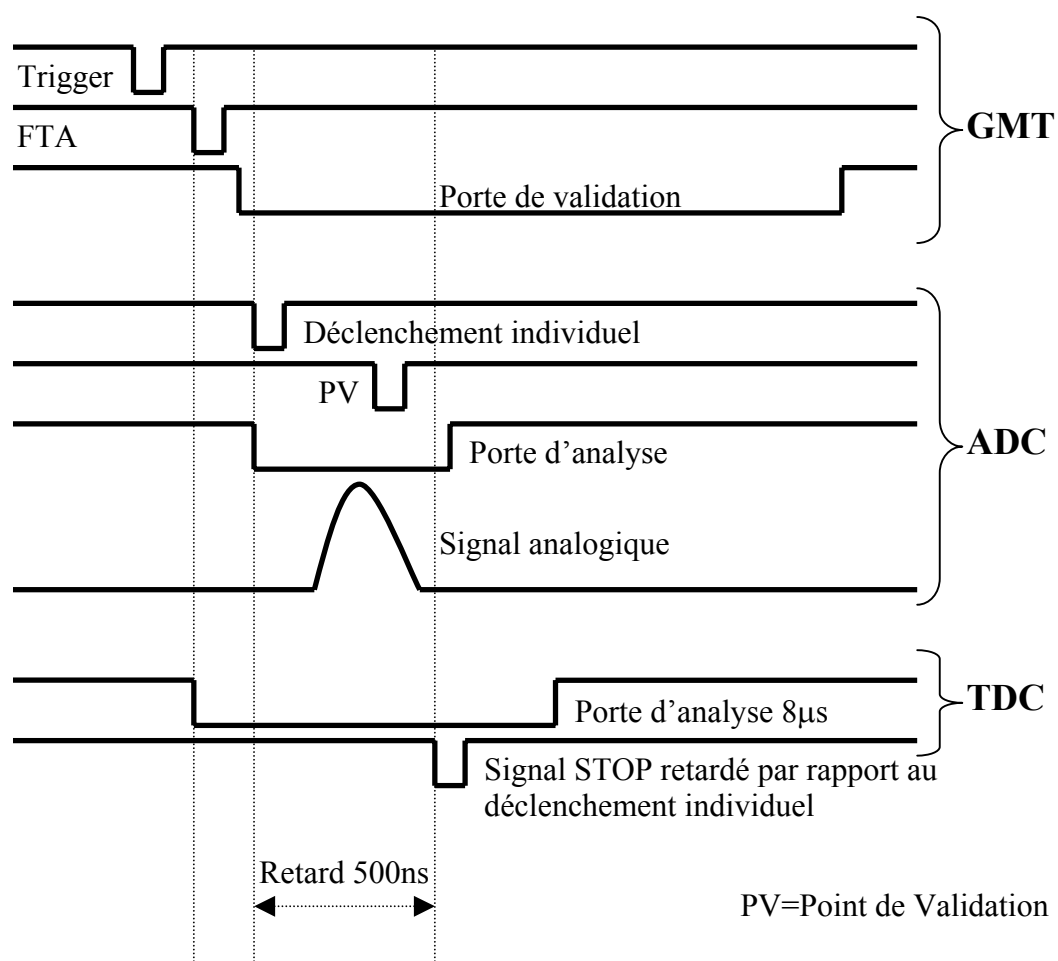 Trigger
FTA
GMT
Porte de validation
Déclenchement individuel
PV
ADC
Porte d’analyse
Signal analogique
TDC
Porte d’analyse 8μs
Signal STOP retardé par rapport au
déclenchement individuel
Retard 500ns
PV=Point de Validation